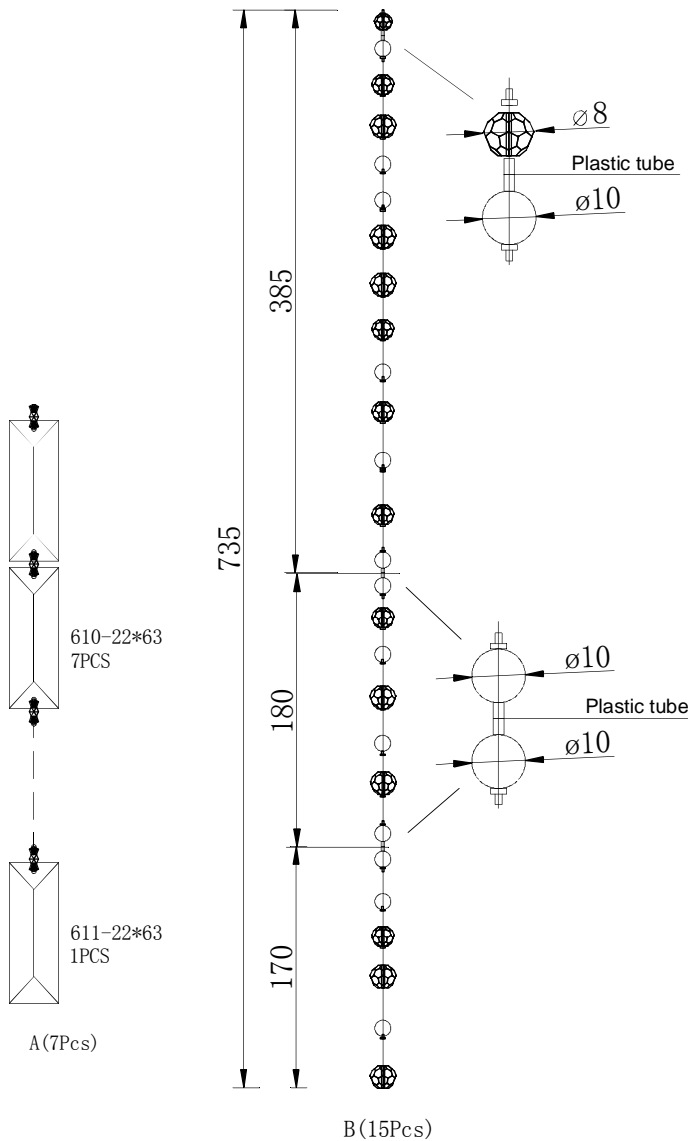 ø8
Plastic tube
ø10
385
735
610-22*63
7PCS
180
ø10
Plastic tube
ø10
611-22*63
1PCS
170
A(7Pcs)
B(15Pcs)